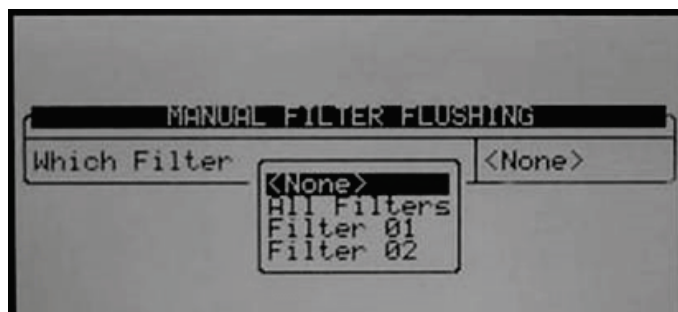 MANUAL FILTER FLUSHING
Which Filter <None>
<None>
All Filters
Filter 01
Filter 02